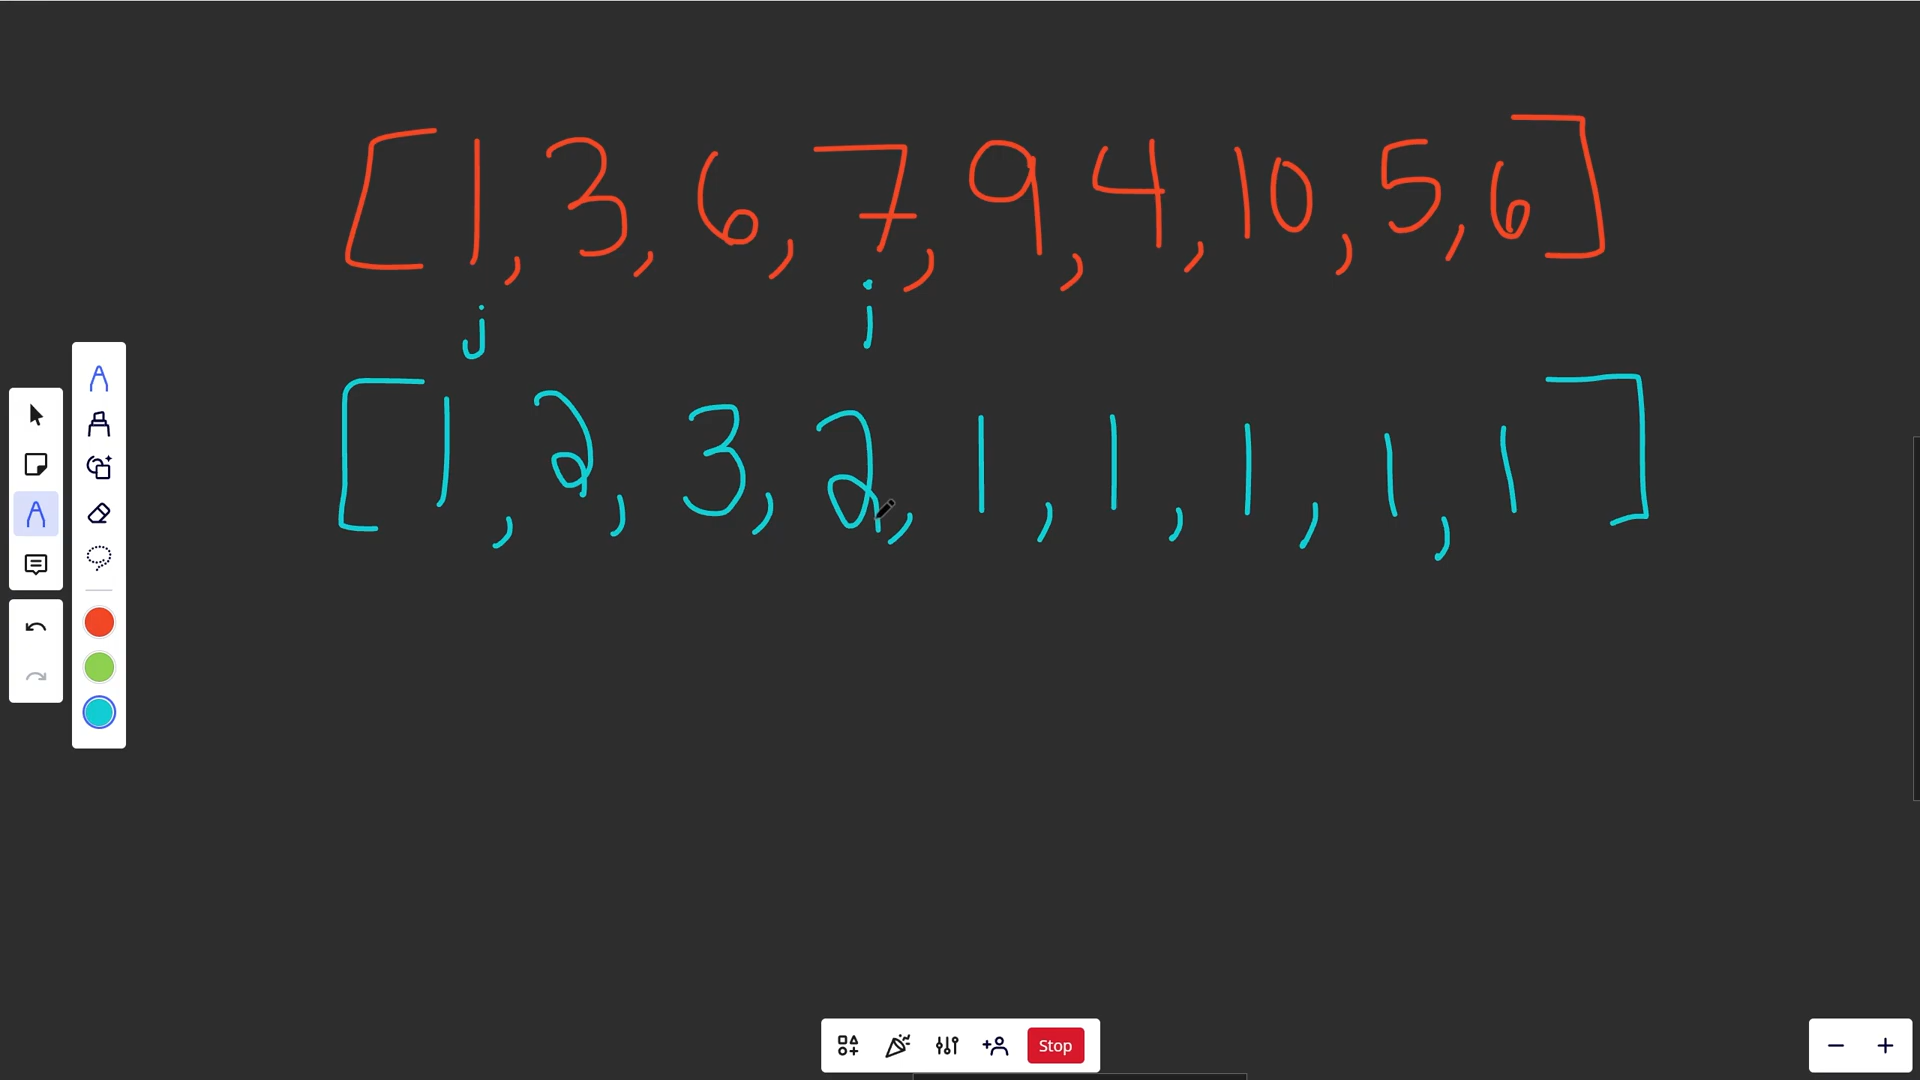 [1, 3, 6, 7, 9, 4, 10, 5, 6]
j i
[1, 2, 3, 2, 1, 1, 1, 1, 1]
Stop